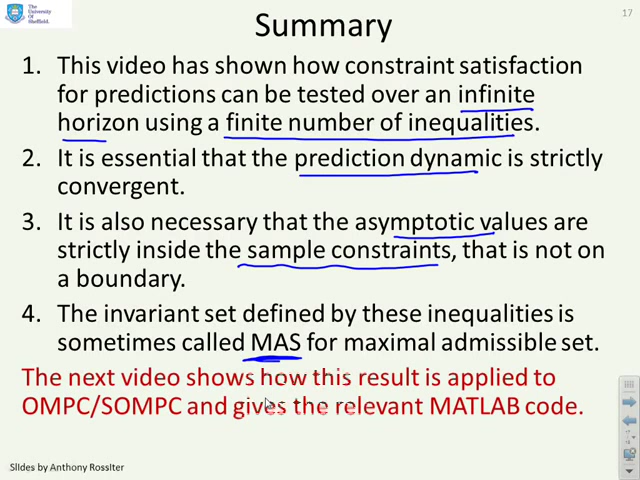 The
University
Of
Sheffield.
17
Summary
1. This video has shown how constraint satisfaction
for predictions can be tested over an infinite
horizon using a finite number of inequalities.
2. It is essential that the prediction dynamic is strictly
convergent.
3. It is also necessary that the asymptotic values are
strictly inside the sample constraints, that is not on
a boundary.
4. The invariant set defined by these inequalities is
sometimes called MAS for maximal admissible set.
The next video shows how this result is applied to
OMPC/SOMPC and gives the relevant MATLAB code.
Slides by Anthony Rossiter